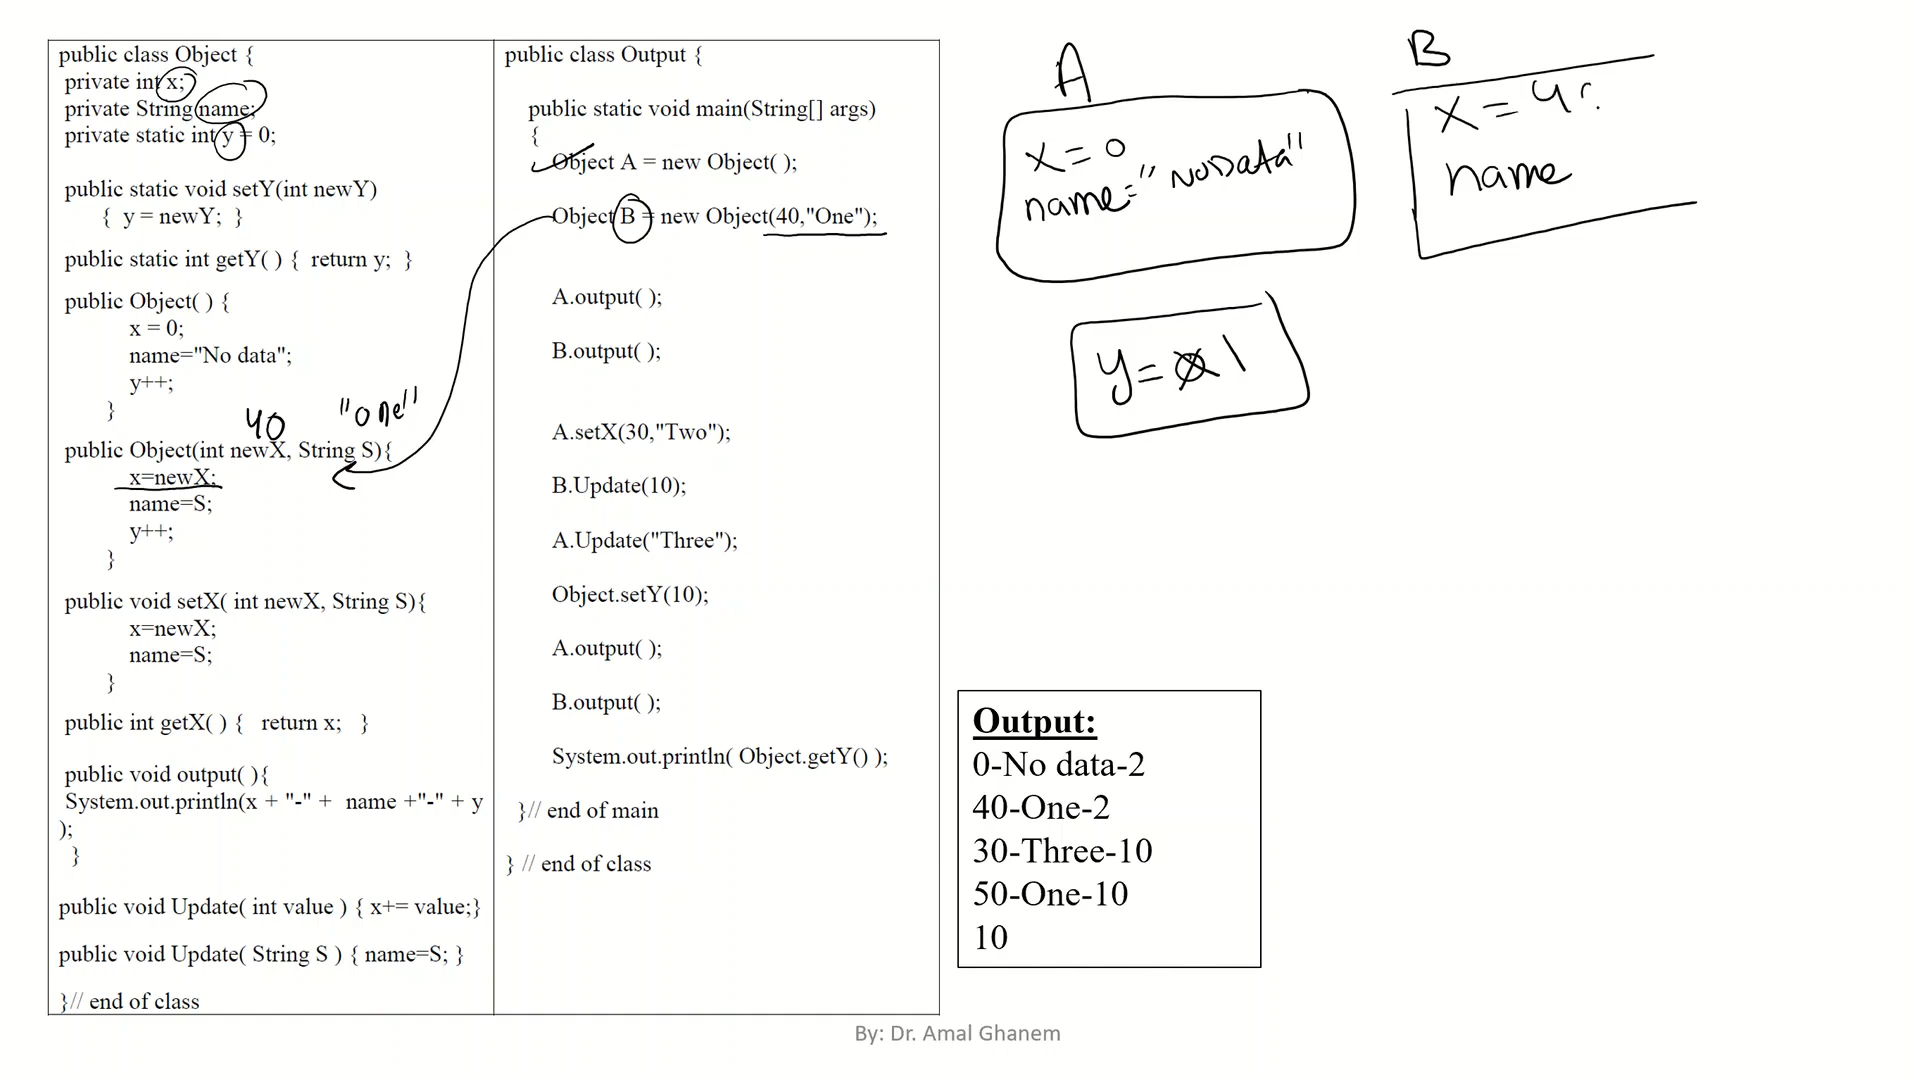 public class Object {
private int x;
private String name;
private static int y = 0;
public static void setY(int newY)
{ y = newY; }
public static int getY( ) { return y; }
public Object( ) {
x = 0;
name="No data";
y++;
}
40 "one"
public Object(int newX, String S){
x=newX;
name=S;
y++;
}
public void setX( int newX, String S){
x=newX;
name=S;
}
public int getX( ) { return x; }
public void output( ){
System.out.println(x + "-" + name +"-" + y
);
}
public void Update( int value ) { x+= value;}
public void Update( String S ) { name=S; }
}// end of class
public class Output {
public static void main(String[] args)
{
Object A = new Object( );
Object B = new Object(40,"One");
A.output( );
B.output( );
A.setX(30,"Two");
B.Update(10);
A.Update("Three");
Object.setY(10);
A.output( );
B.output( );
System.out.println( Object.getY() );
}// end of main
} // end of class
A
x = 0
name="NoData"
B
x = 4
name
y = 0 1
Output:
0-No data-2
40-One-2
30-Three-10
50-One-10
10
By: Dr. Amal Ghanem